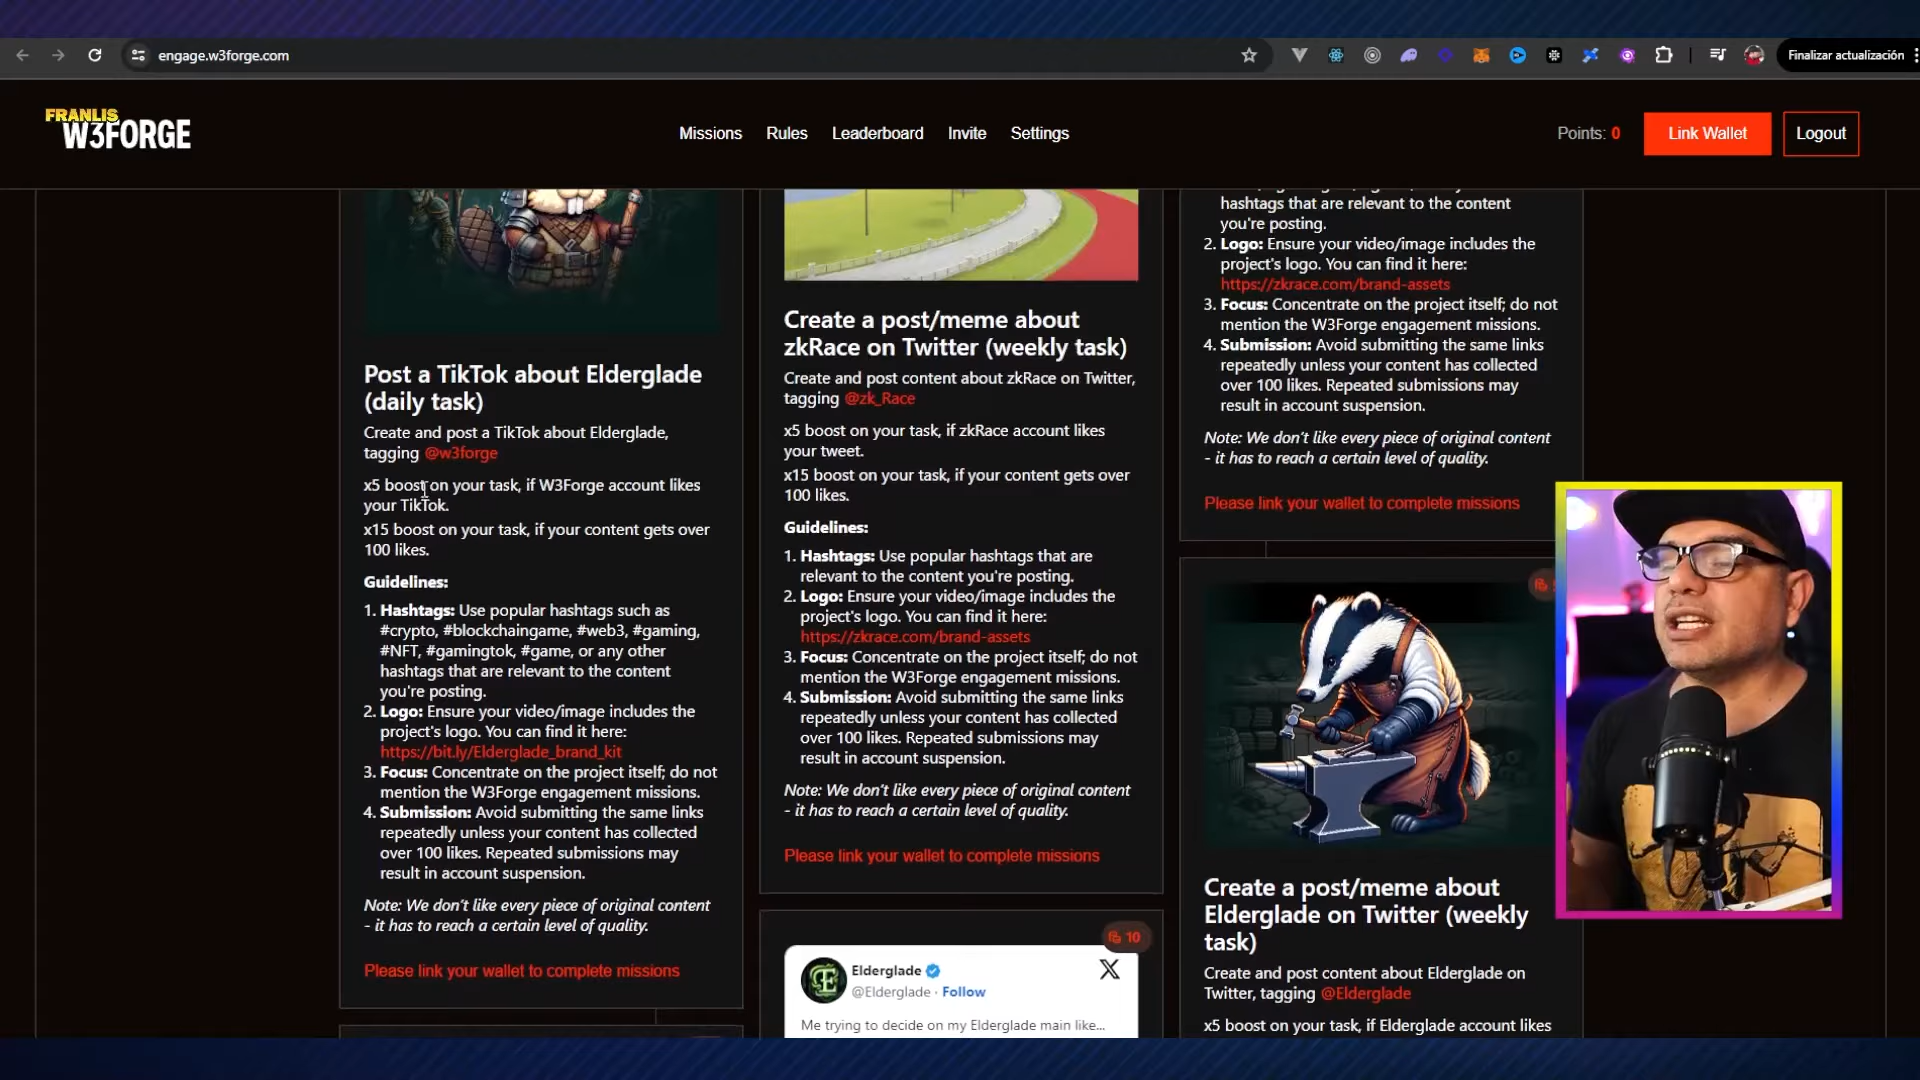 engage.w3forge.com
Finalizar actualización
FRANLIS
W3FORGE
Missions
Rules
Leaderboard
Invite
Settings
Points: 0
Link Wallet
Logout
Post a TikTok about Elderglade
(daily task)
Create and post a TikTok about Elderglade,
tagging @w3forge
x5 boost on your task, if W3Forge account likes
your TikTok.
x15 boost on your task, if your content gets over
100 likes.
Guidelines:
1. Hashtags: Use popular hashtags such as
#crypto, #blockchaingame, #web3, #gaming,
#NFT, #gamingtok, #game, or any other
hashtags that are relevant to the content
you're posting.
2. Logo: Ensure your video/image includes the
project's logo. You can find it here:
https://bit.ly/Elderglade_brand_kit
3. Focus: Concentrate on the project itself; do not
mention the W3Forge engagement missions.
4. Submission: Avoid submitting the same links
repeatedly unless your content has collected
over 100 likes. Repeated submissions may
result in account suspension.
Note: We don't like every piece of original content
- it has to reach a certain level of quality.
Please link your wallet to complete missions
Create a post/meme about
zkRace on Twitter (weekly task)
Create and post content about zkRace on Twitter,
tagging @zk_Race
x5 boost on your task, if zkRace account likes
your tweet.
x15 boost on your task, if your content gets over
100 likes.
Guidelines:
1. Hashtags: Use popular hashtags that are
relevant to the content you're posting.
2. Logo: Ensure your video/image includes the
project's logo. You can find it here:
https://zkrace.com/brand-assets
3. Focus: Concentrate on the project itself; do not
mention the W3Forge engagement missions.
4. Submission: Avoid submitting the same links
repeatedly unless your content has collected
over 100 likes. Repeated submissions may
result in account suspension.
Note: We don't like every piece of original content
- it has to reach a certain level of quality.
Please link your wallet to complete missions
10
Elderglade
@Elderglade · Follow
Me trying to decide on my Elderglade main like...
hashtags that are relevant to the content
you're posting.
2. Logo: Ensure your video/image includes the
project's logo. You can find it here:
https://zkrace.com/brand-assets
3. Focus: Concentrate on the project itself; do not
mention the W3Forge engagement missions.
4. Submission: Avoid submitting the same links
repeatedly unless your content has collected
over 100 likes. Repeated submissions may
result in account suspension.
Note: We don't like every piece of original content
- it has to reach a certain level of quality.
Please link your wallet to complete missions
Create a post/meme about
Elderglade on Twitter (weekly
task)
Create and post content about Elderglade on
Twitter, tagging @Elderglade
x5 boost on your task, if Elderglade account likes